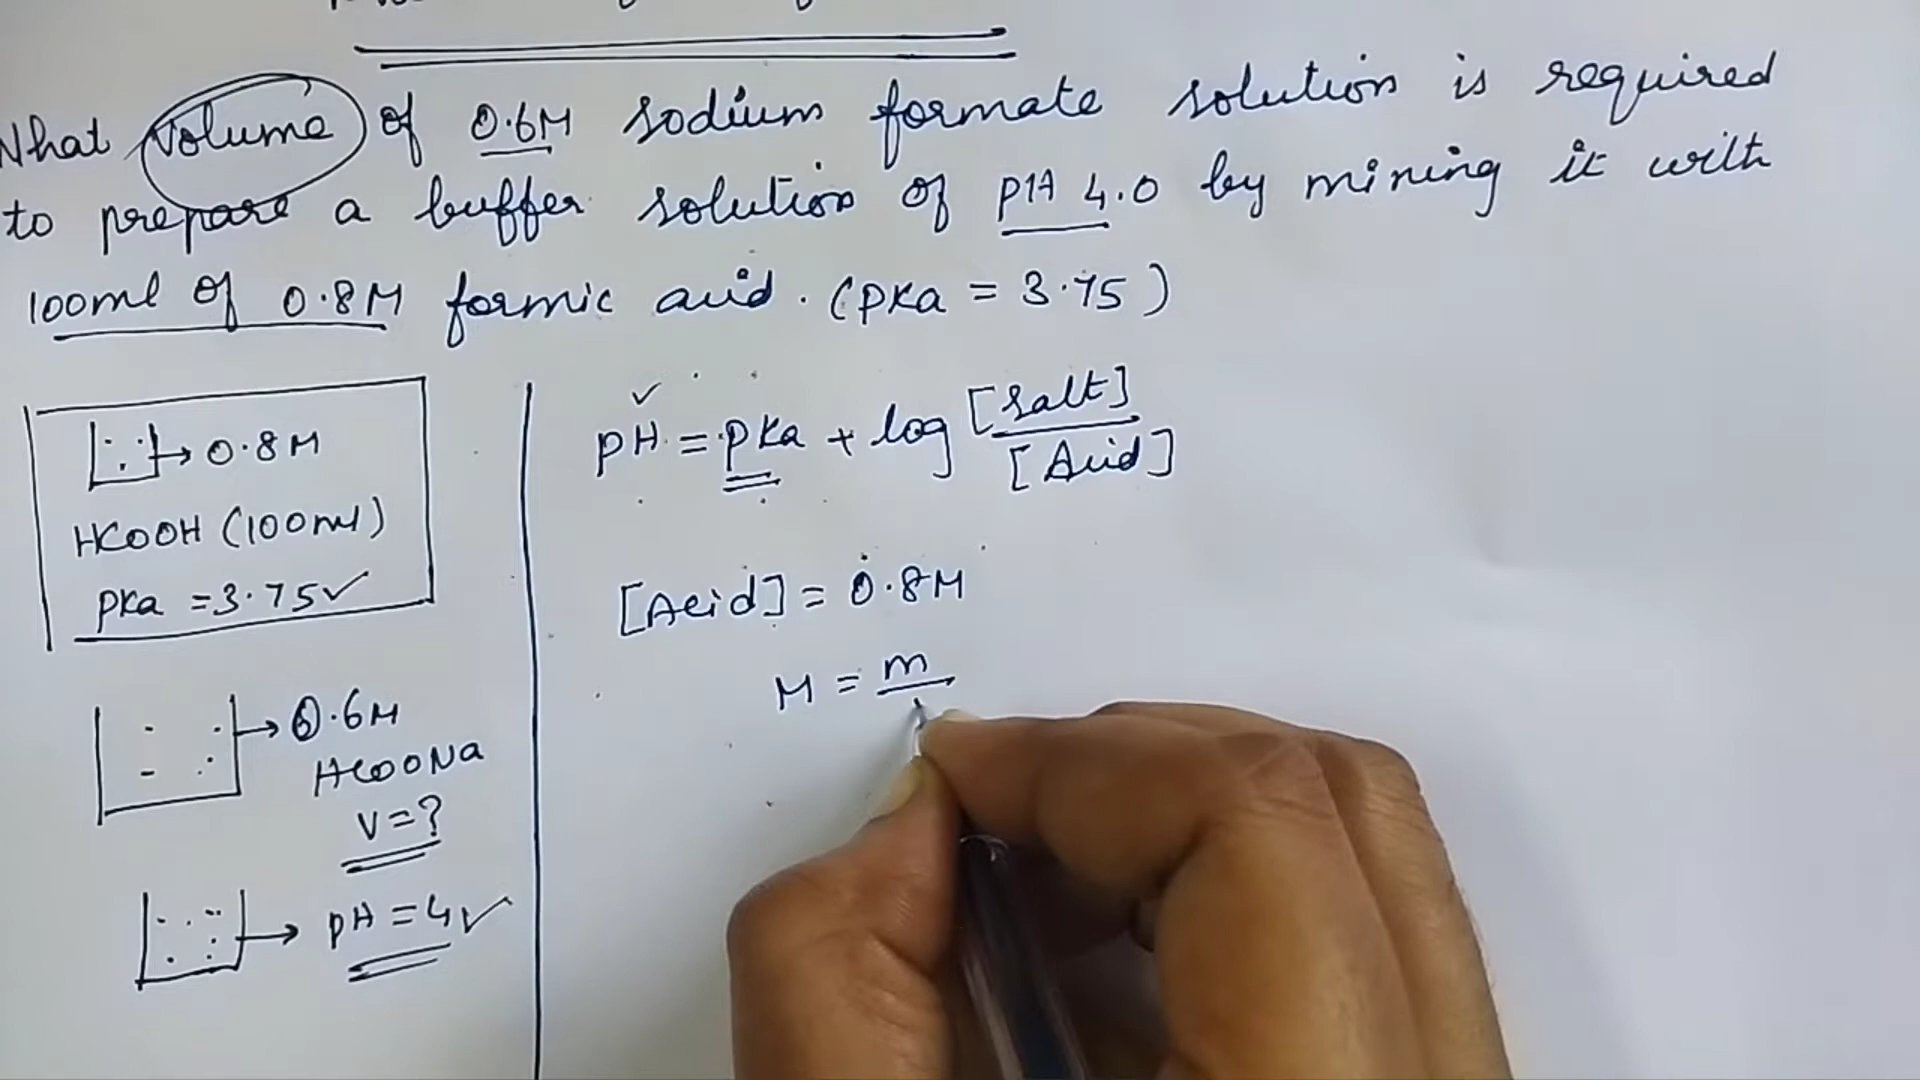 What volume of 0.6M sodium formate solution is required
to prepare a buffer solution of pH 4.0 by mixing it with
100ml of 0.8M formic acid. (pKa = 3.75)
→ 0.8M
HCOOH (100ml)
pKa = 3.75 ✓
→ 0.6M
HCOONa
V = ?
→ pH = 4 ✓
✓
pH = pKa + log [Salt]
[Acid]
[Acid] = 0.8M
M = m